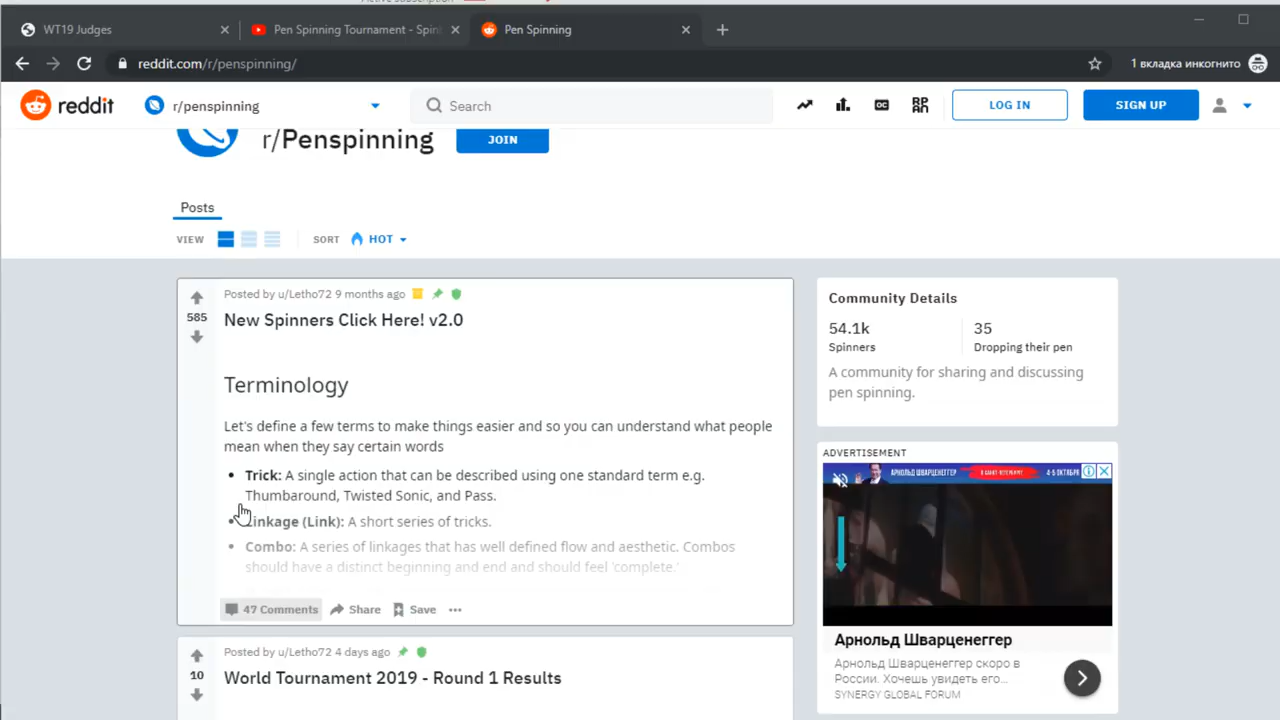 Active subscription
WT19 Judges
Pen Spinning Tournament - Spin
Pen Spinning
reddit.com/r/penspinning/
1 вкладка инкогнито
reddit
r/penspinning
Search
LOG IN
SIGN UP
r/Penspinning
JOIN
Posts
VIEW
SORT
HOT
585
Posted by u/Letho72 9 months ago
New Spinners Click Here! v2.0
Terminology
Let's define a few terms to make things easier and so you can understand what people
mean when they say certain words
• Trick: A single action that can be described using one standard term e.g.
Thumbaround, Twisted Sonic, and Pass.
• Linkage (Link): A short series of tricks.
• Combo: A series of linkages that has well defined flow and aesthetic. Combos
should have a distinct beginning and end and should feel 'complete.'
47 Comments
Share
Save
10
Posted by u/Letho72 4 days ago
World Tournament 2019 - Round 1 Results
Community Details
54.1k
35
Spinners
Dropping their pen
A community for sharing and discussing
pen spinning.
ADVERTISEMENT
АРНОЛЬД ШВАРЦЕНЕГГЕР
4-5 ОКТЯБРЯ
Арнольд Шварценеггер
Арнольд Шварценеггер скоро в
России. Хочешь увидеть его...
SYNERGY GLOBAL FORUM